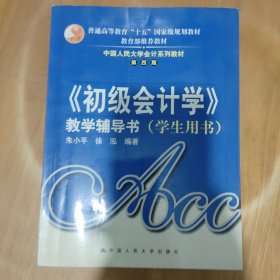 普通高等教育“十五”国家级规划教材
教育部推荐教材
中国人民大学会计系列教材
第四版
《初级会计学》
教学辅导书（学生用书）
朱小平 徐泓 编著
CAcc
中国人民大学出版社